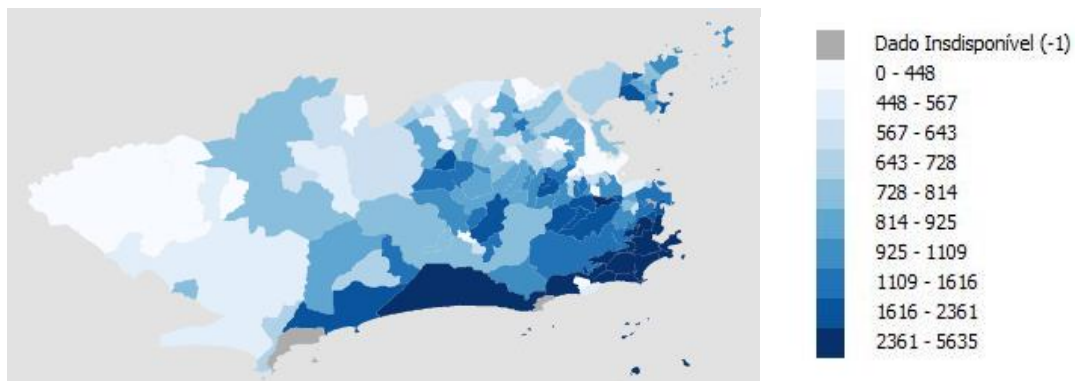 Dado Insdisponível (-1)
0 - 448
448 - 567
567 - 643
643 - 728
728 - 814
814 - 925
925 - 1109
1109 - 1616
1616 - 2361
2361 - 5635